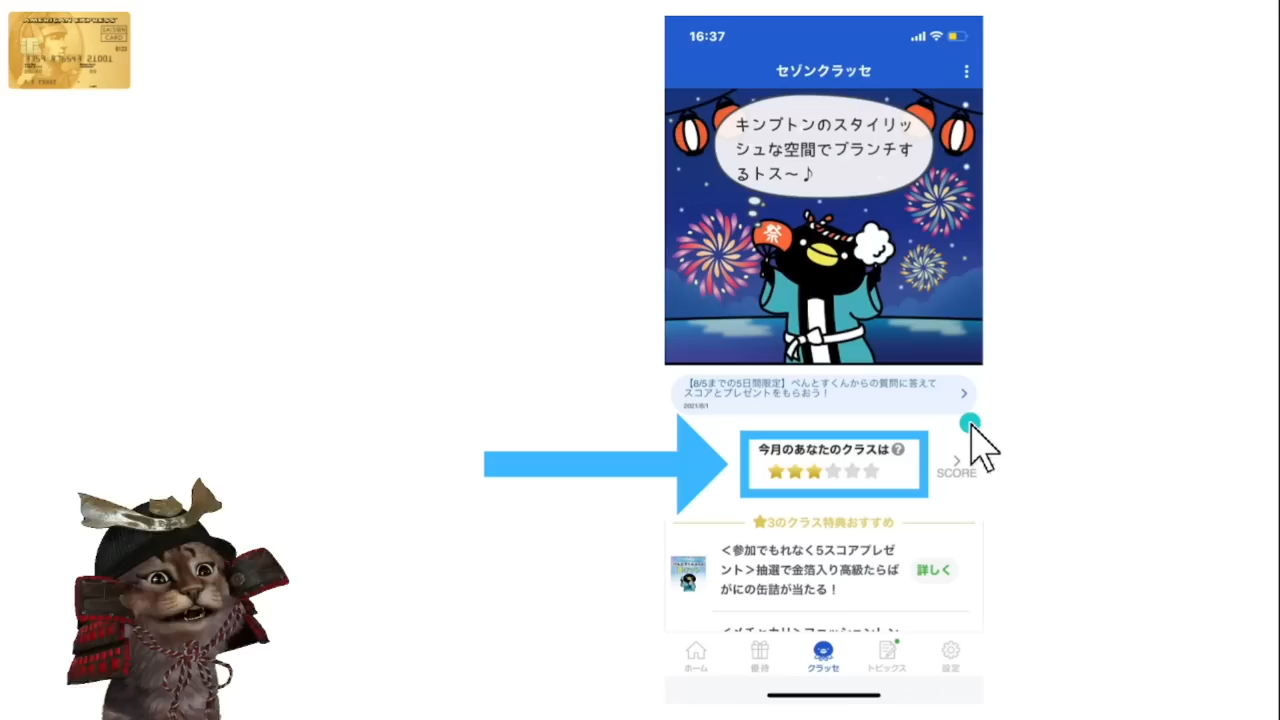 AMERICAN EXPRESS
SAISON
CARD
16:37
セゾンクラッセ
キンプトンのスタイリッ
シュな空間でブランチす
るトス〜♪
祭
【8/5までの5日間限定】ぺんとすくんからの質問に答えて
スコアとプレゼントをもらおう！
2021/8/1
今月のあなたのクラスは?
SCORE
★3のクラス特典おすすめ
＜参加でもれなく5スコアプレゼ
ント＞抽選で金箔入り高級たらば
がにの缶詰が当たる！
詳しく
ホーム
優待
クラッセ
トピックス
設定